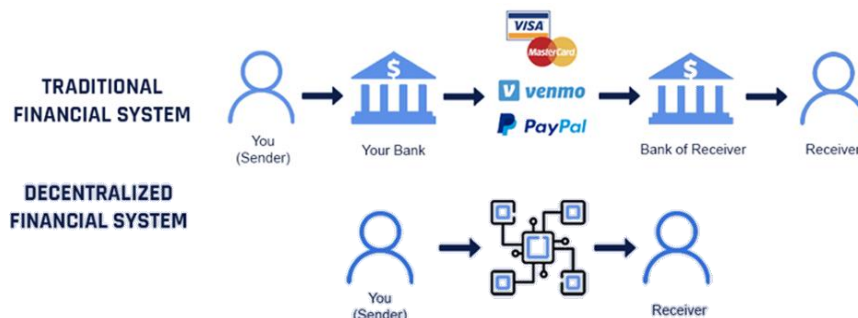 VISA
MasterCard
TRADITIONAL
FINANCIAL SYSTEM
$
venmo
$
PayPal
You
(Sender)
Your Bank
Bank of Receiver
Receiver
DECENTRALIZED
FINANCIAL SYSTEM
You
(Sender)
Receiver